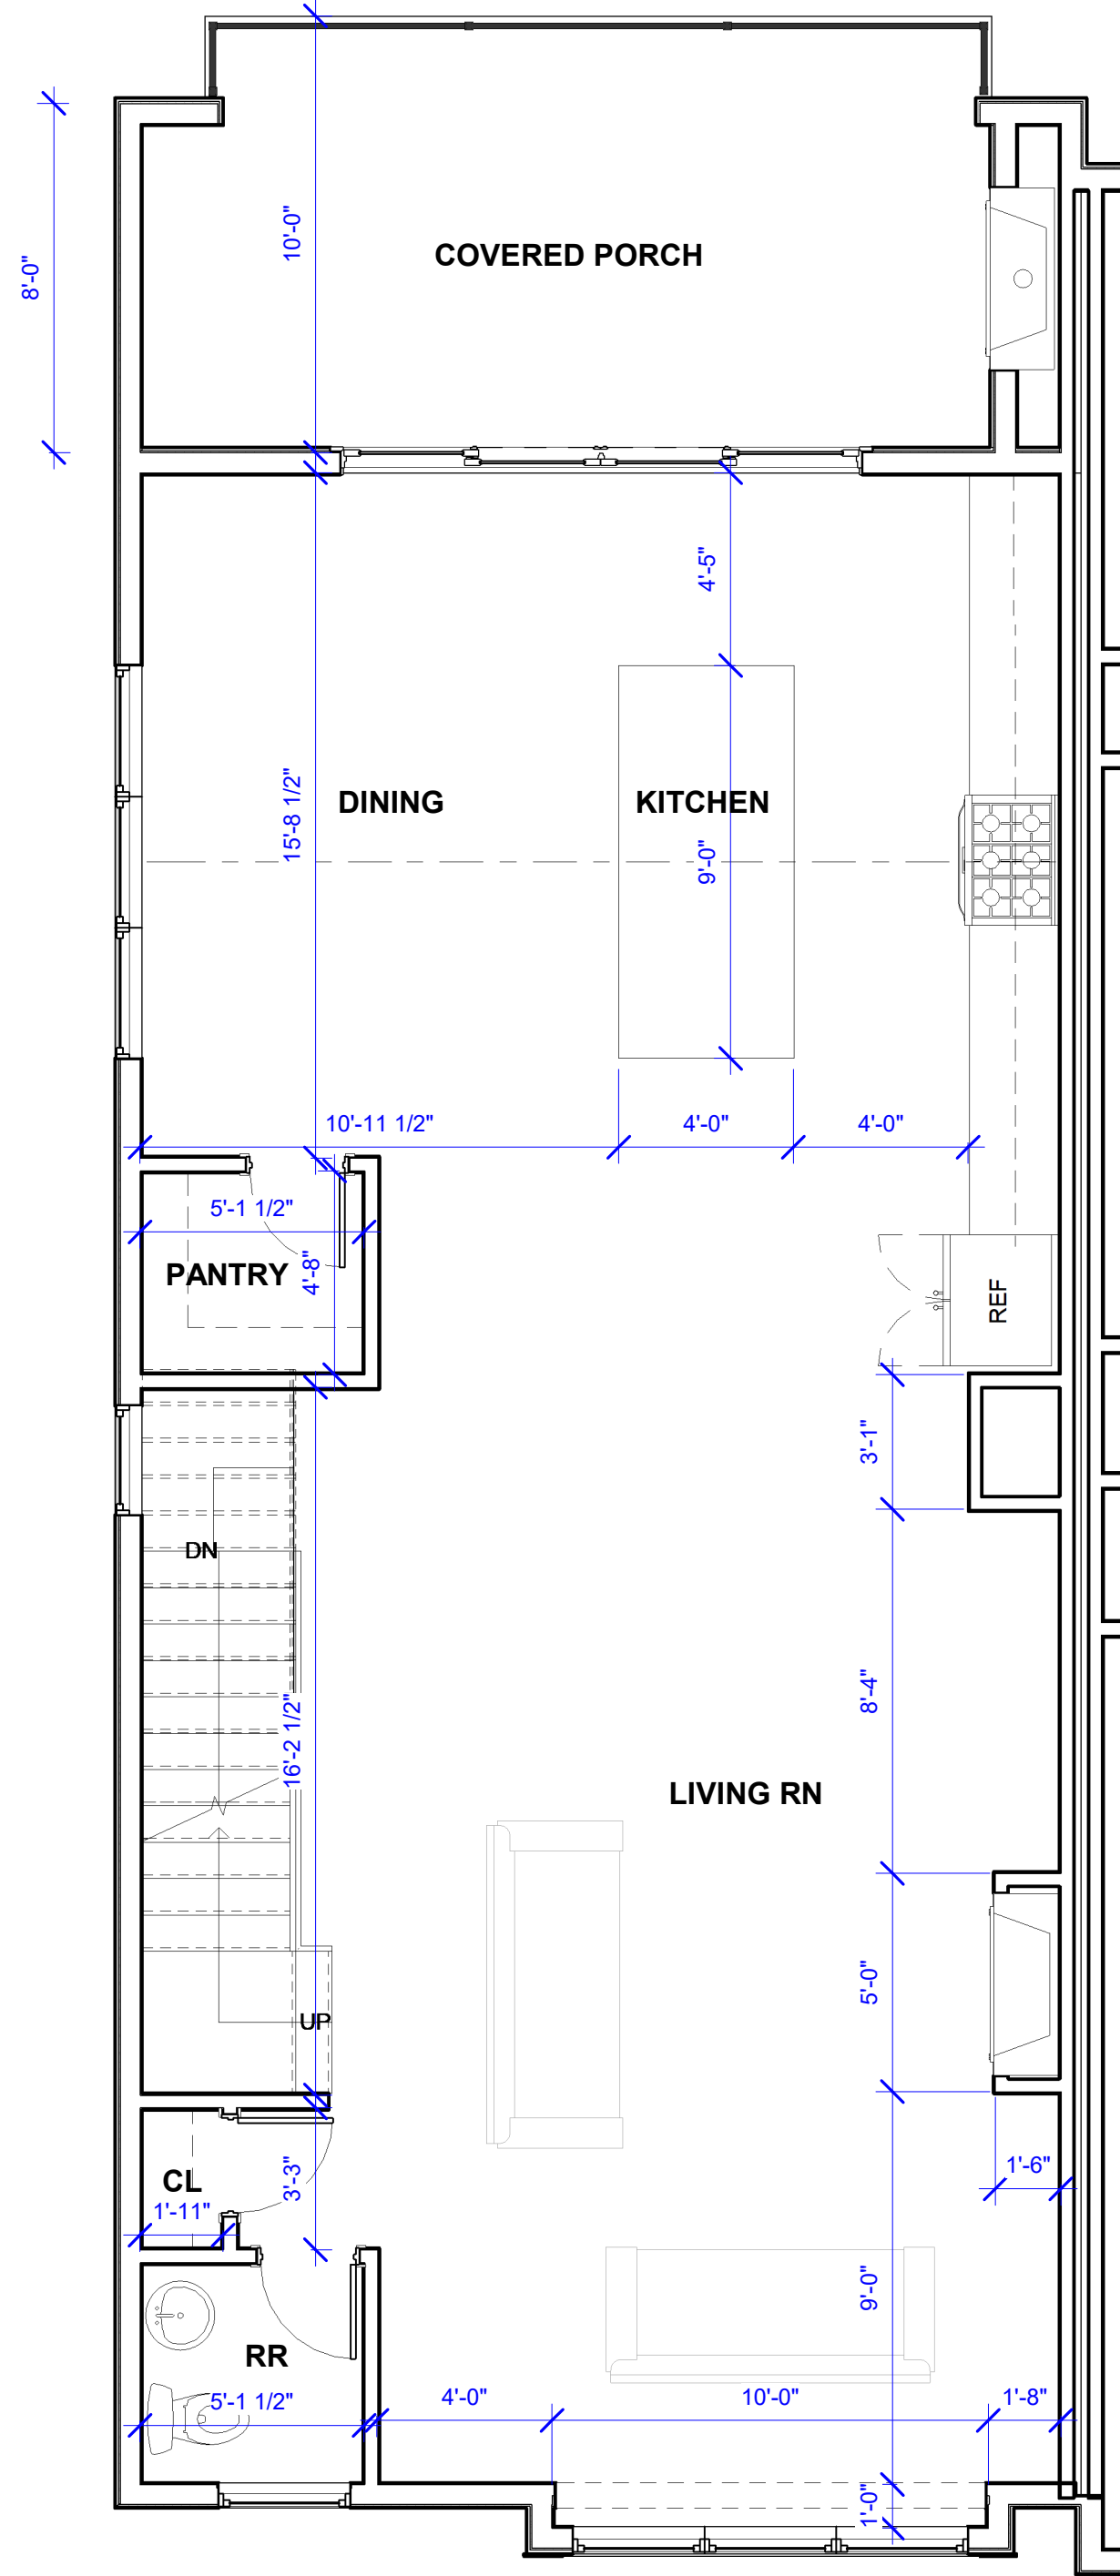 10'-0"
8'-0"
COVERED PORCH
4'-5"
15'-8 1/2"
DINING
KITCHEN
9'-0"
10'-11 1/2"
4'-0"
4'-0"
5'-1 1/2"
PANTRY
4'-8"
REF
3'-1"
DN
8'-4"
16'-2 1/2"
LIVING RN
5'-0"
UP
CL
1'-11"
3'-3"
1'-6"
9'-0"
RR
5'-1 1/2"
4'-0"
10'-0"
1'-8"
1'-0"